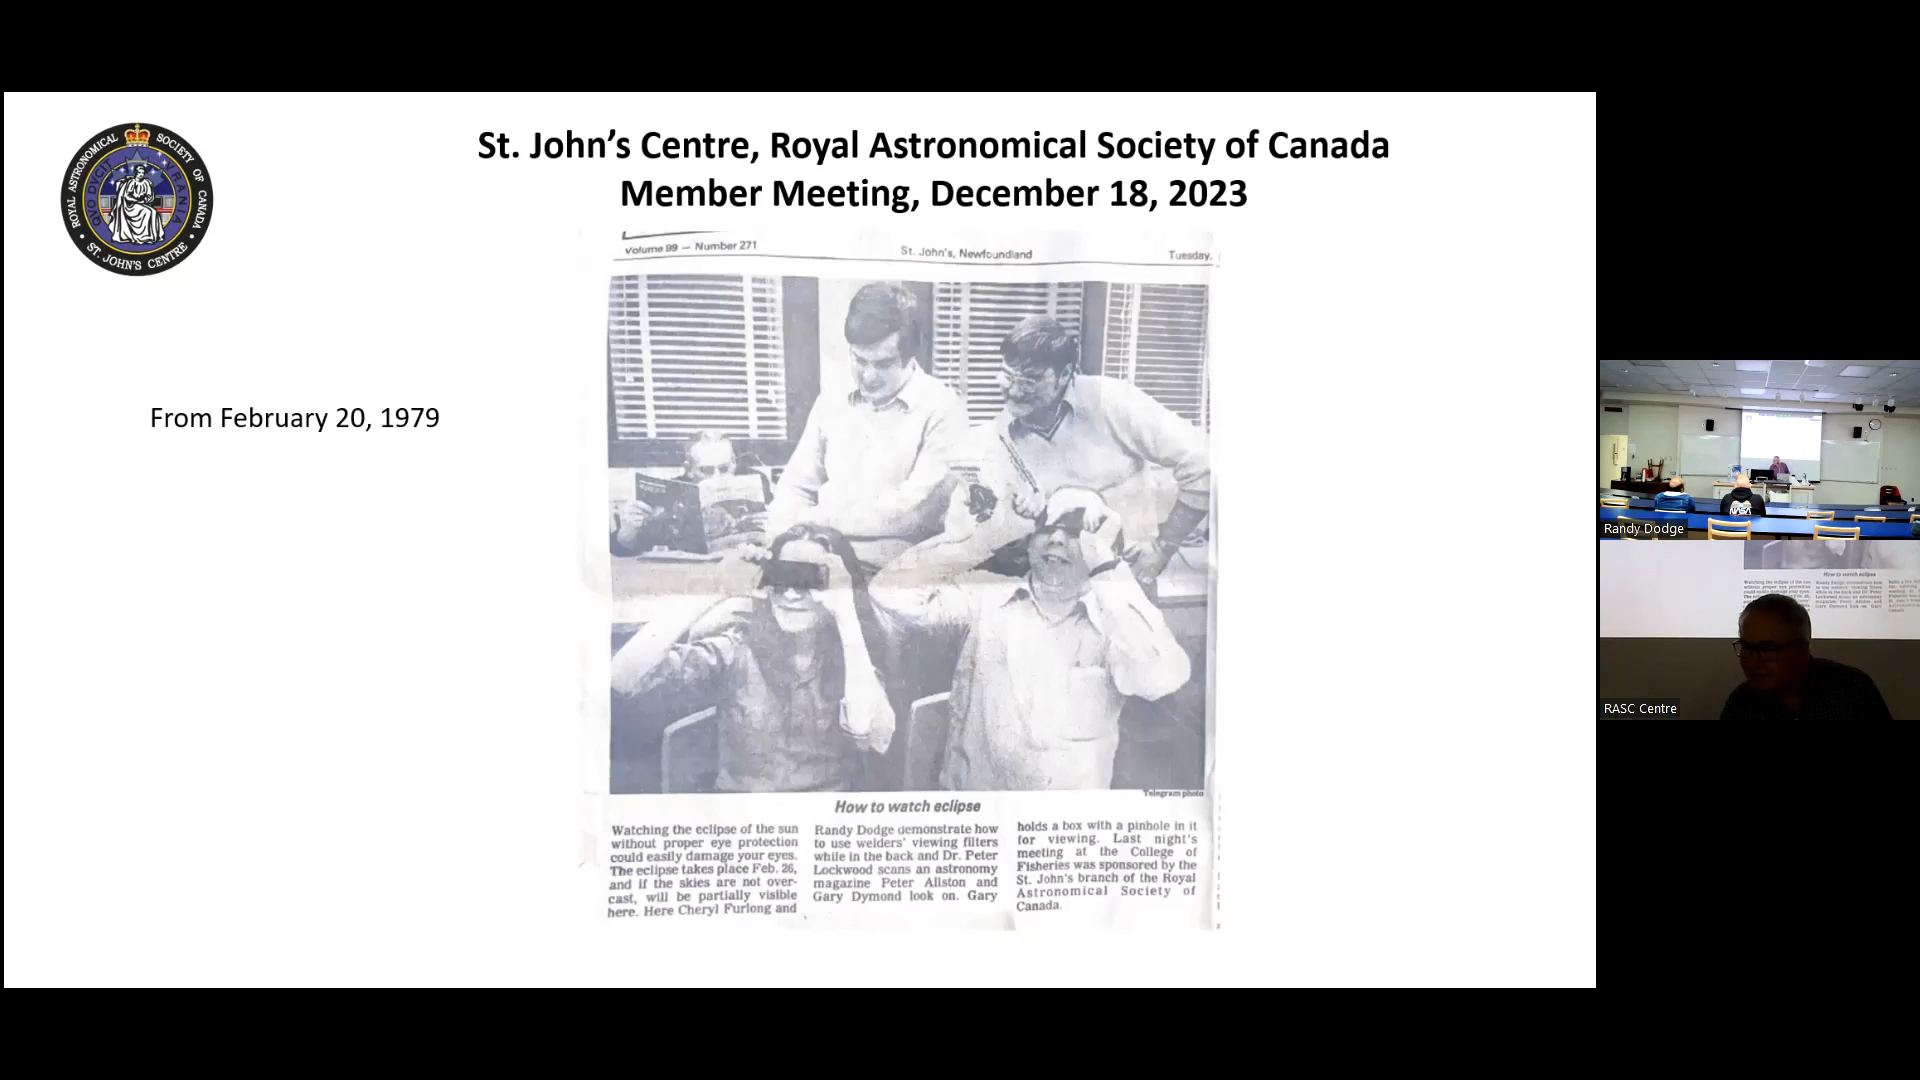 ROYAL ASTRONOMICAL SOCIETY OF CANADA
QVO DVCIT VRANIA
• ST. JOHN'S CENTRE •
St. John’s Centre, Royal Astronomical Society of Canada
Member Meeting, December 18, 2023
From February 20, 1979
Volume 99 — Number 271
St. John's, Newfoundland
Tuesday,
Telegram photo
How to watch eclipse
Watching the eclipse of the sun
without proper eye protection
could easily damage your eyes.
The eclipse takes place Feb. 26,
and if the skies are not over-
cast, will be partially visible
here. Here Cheryl Furlong and
Randy Dodge demonstrate how
to use welders' viewing filters
while in the back and Dr. Peter
Lockwood scans an astronomy
magazine Peter Allston and
Gary Dymond look on. Gary
holds a box with a pinhole in it
for viewing. Last night's
meeting at the College of
Fisheries was sponsored by the
St. John's branch of the Royal
Astronomical Society of
Canada.
NASA
Randy Dodge
RASC Centre